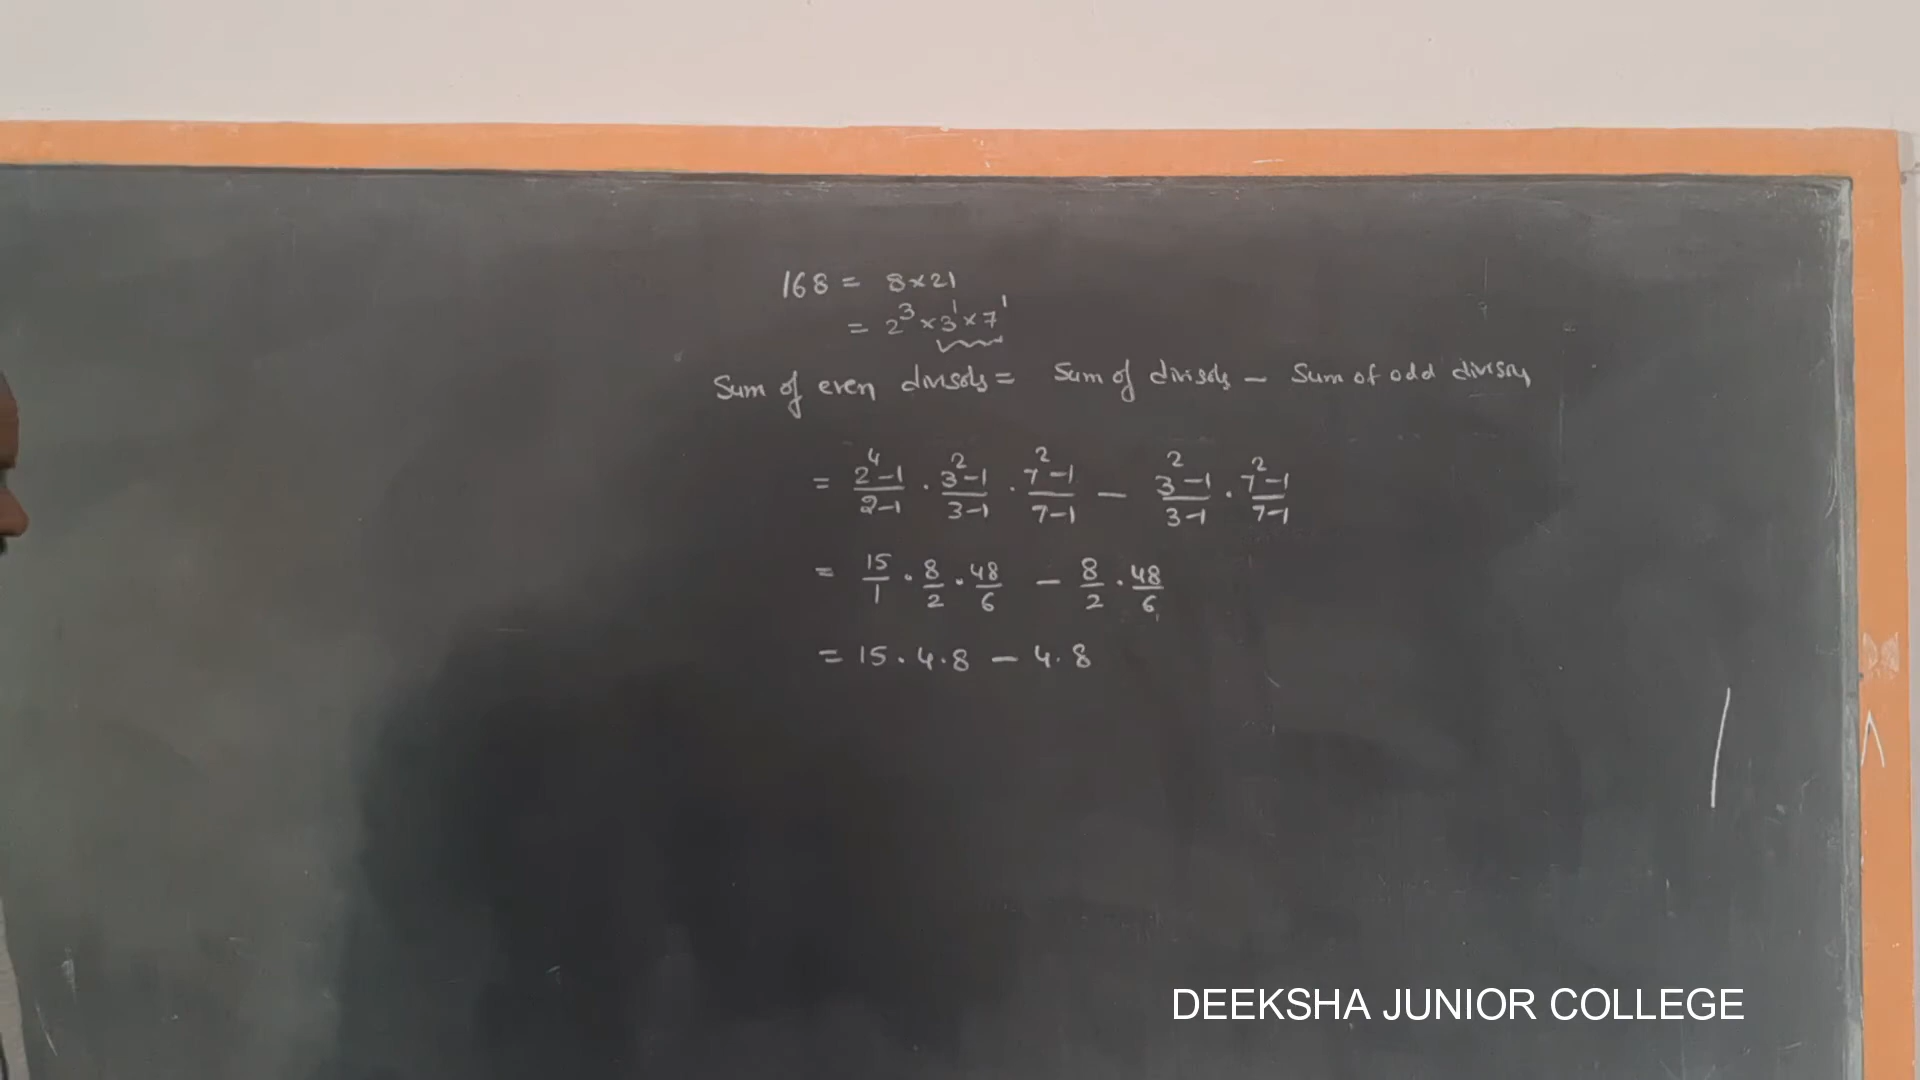 168 = 8×21
= 2³ × 3¹ × 7¹
Sum of even divisors = Sum of divisors – Sum of odd divisors
= (2⁴–1)/(2–1) · (3²–1)/(3–1) · (7²–1)/(7–1) – (3²–1)/(3–1) · (7²–1)/(7–1)
= 15/1 · 8/2 · 48/6 – 8/2 · 48/6
= 15·4·8 – 4·8
DEEKSHA JUNIOR COLLEGE